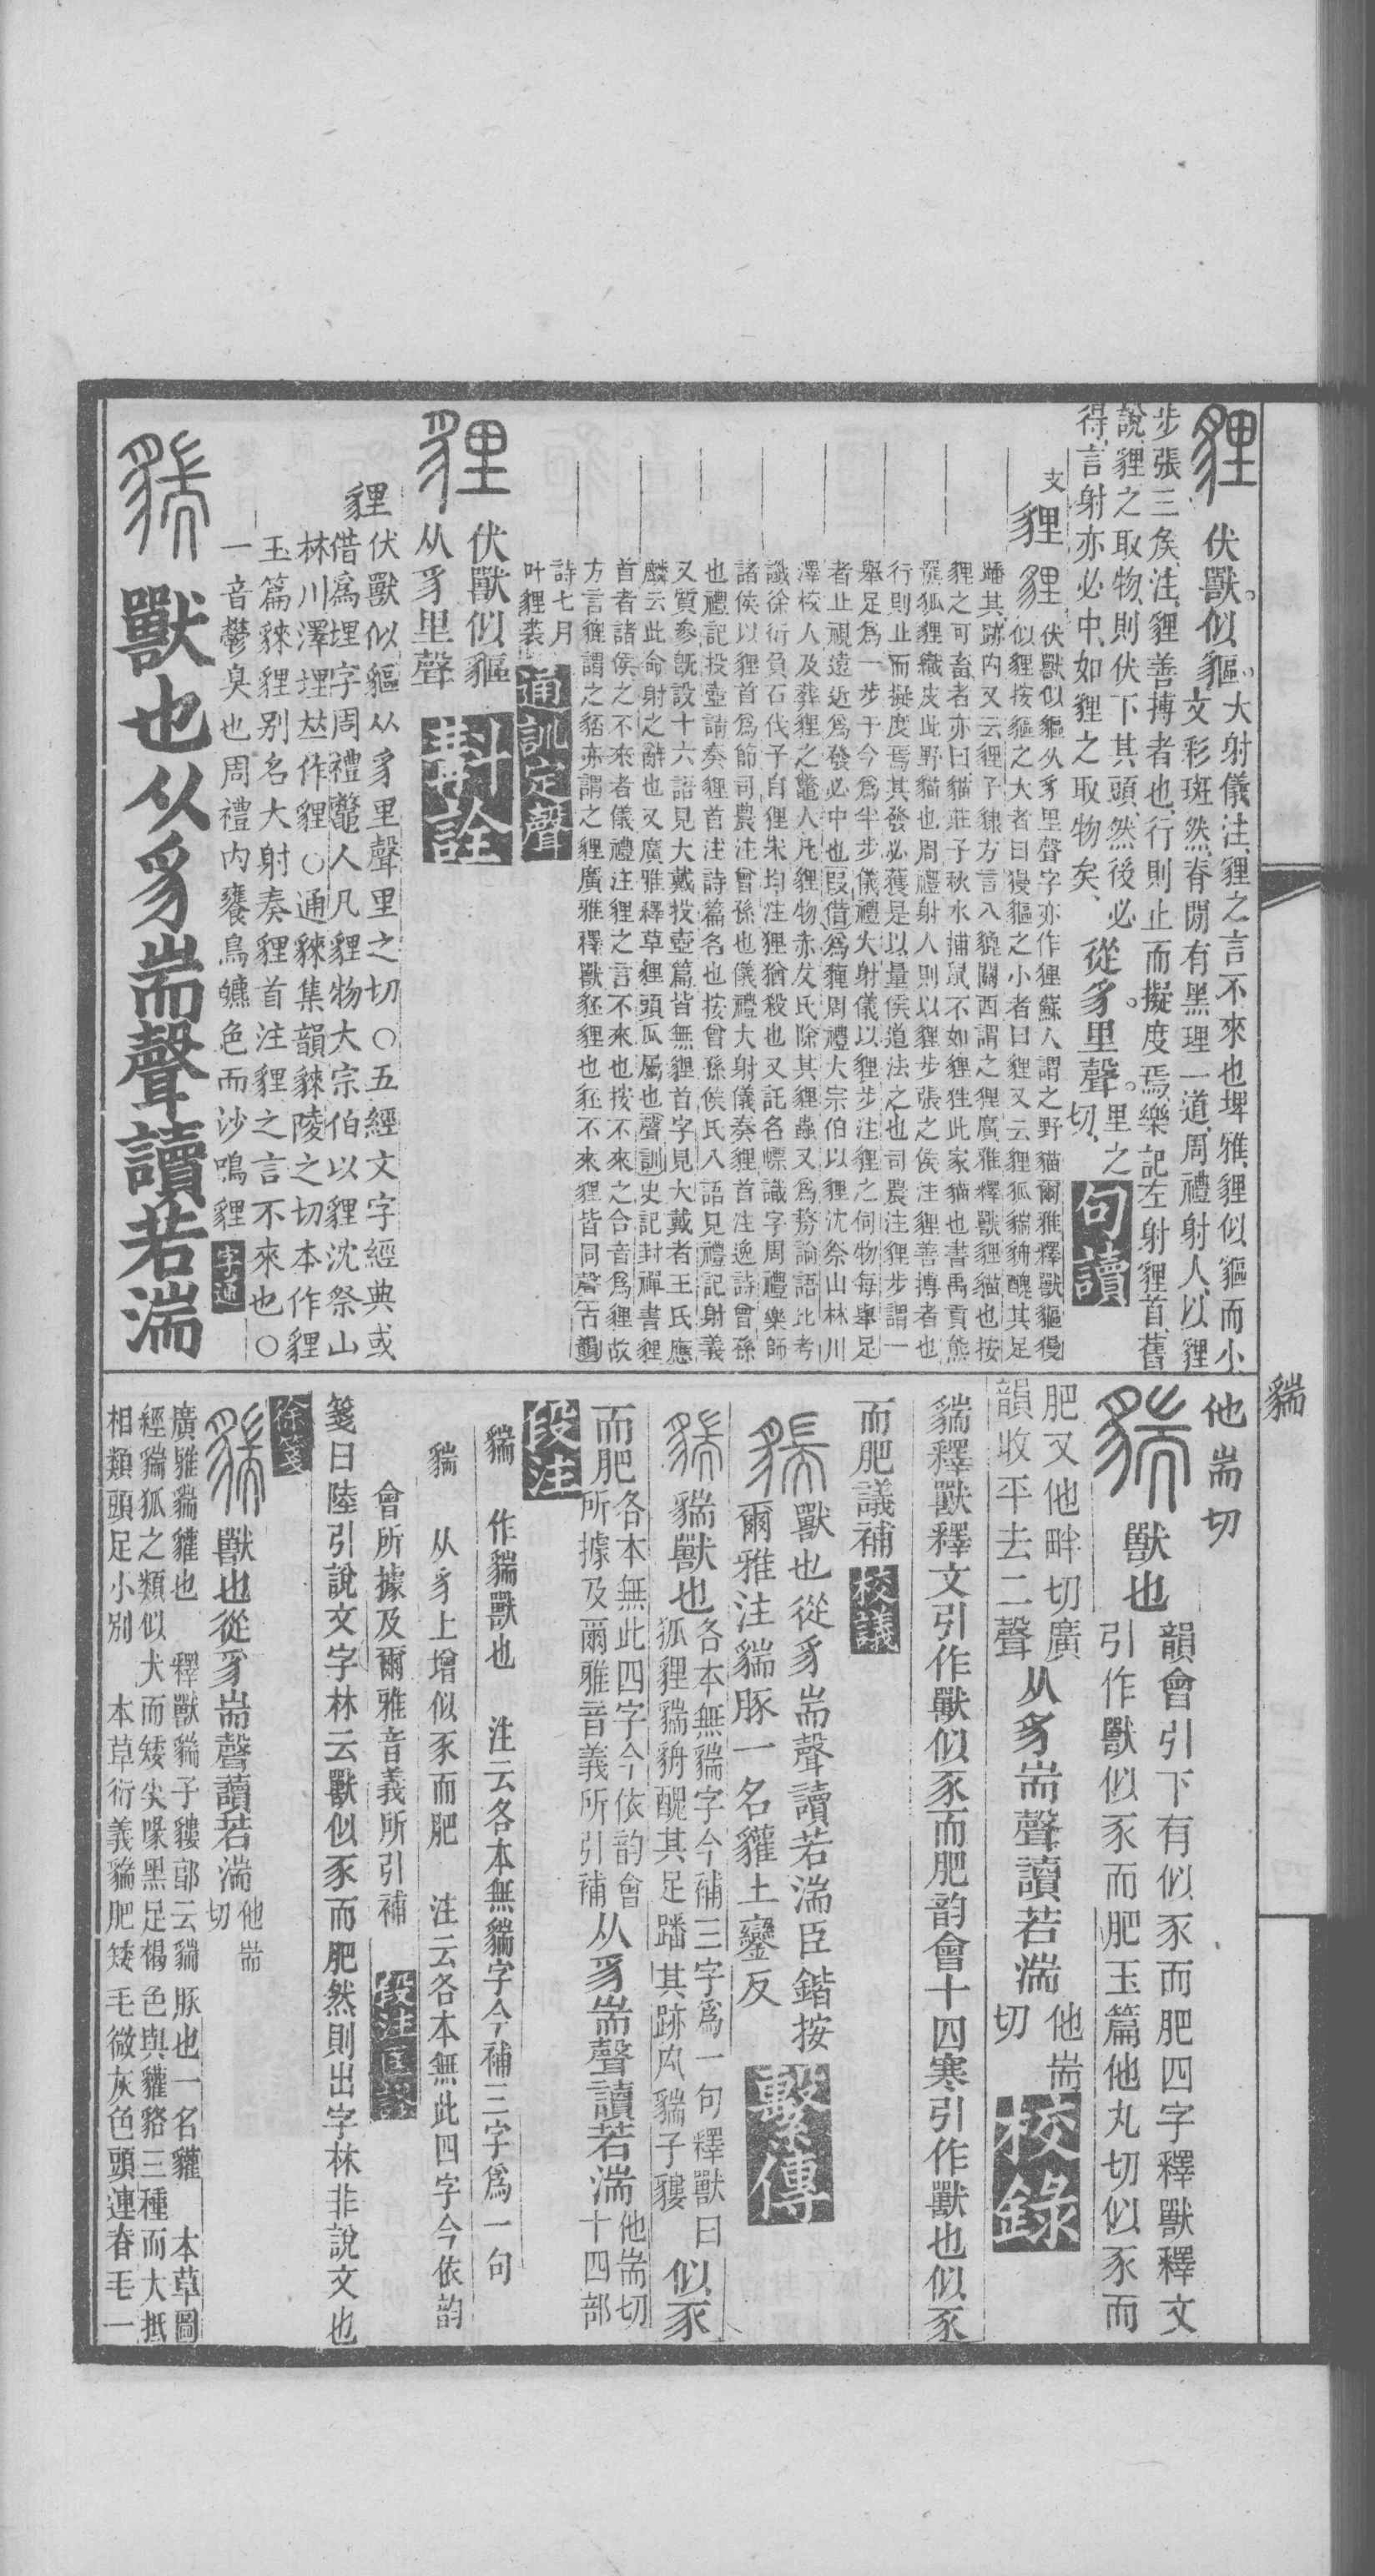 貍 伏獸似貙
大射儀注貍之言不來也埤雅貍似貙而小
文彩斑然脊閒有黑理一道周禮射人以貍
步張三矦注貍善搏者也行則止而擬度焉樂記左射貍首舊
說貍之取物則伏下其頭然後必
得言射亦必中如貍之取物矣
從豸里聲 里之切 句讀
支 貍 貍
伏獸似貙从豸里聲字亦作狸蘇人謂之野貓爾雅釋獸貙獌
似貍按貙之大者曰獌貙之小者曰貍又云貍狐貒貈醜其足
蹯其跡内又云貍子𧳙方言八貔關西謂之狸廣雅釋獸貍貓也按
貍之可畜者亦曰貓莊子秋水捕鼠不如貍狌此家貓也書禹貢熊
羆狐貍織皮此野貓也周禮射人則以貍步張之侯注貍善搏者也
行則止而擬度焉其發必獲是以量侯道法之也司農注貍步謂一
舉足爲一步于今爲半步儀禮大射儀以貍步注貍之伺物每舉足
者止視遠近爲發必中也叚借爲薶周禮大宗伯以貍沈祭山林川
澤校人及葬貍之鼈人凡貍物赤犮氏除其貍蟲又爲務論語比考
讖徐衍負石伐子自狸宋均注狸猶殺也又託名幖識字周禮樂師
諸侯以貍首爲節司農注曾孫也儀禮大射儀奏貍首注逸詩曾孫
也禮記投壺請奏貍首注詩篇名也按曾孫侯氏八語見禮記射義
又質參旣設十六語見大戴投壺篇皆無貍首字見大戴者王氏應
麟云此命射之辭也又廣雅釋草貍頭瓜屬也聲訓史記封禪書貍
首者諸侯之不來者儀禮注貍之言不來也按不來之合音爲貍故
方言貔謂之貊亦謂之貍廣雅釋獸豾貍也豾不來貍皆同聲古韻
詩七月
叶貍裘 通訓定聲
貍 伏獸似貙
从豸里聲 斠詮
貍
伏獸似貙从豸里聲里之切〇五經文字經典或
借爲埋字周禮鼈人凡貍物大宗伯以貍沈祭山
林川澤埋㘸作貍〇通𧳟集韻𧳟陵之切本作貍
玉篇𧳟貍別名大射奏貍首注貍之言不來也〇
一音鬱臭也周禮内饔鳥皫色而沙鳴貍 字通
貒 獸也从豸耑聲讀若湍
他耑切
貒 獸也
韻會引下有似豕而肥四字釋獸釋文
引作獸似豕而肥玉篇他丸切似豕而
肥又他畔切廣
韻收平去二聲
从豸耑聲讀若湍 他耑
切 校錄
貒釋獸釋文引作獸似豕而肥韵會十四寒引作獸也似豕
而肥議補 校議
貒 獸也從豸耑聲讀若湍臣鍇按
爾雅注貒豚一名貛土鑾反 繫傳
貒 貒獸也
各本無貒字今補三字爲一句釋獸曰
狐貍貒貈醜其足蹯其跡厹貒子貗
似豕
而肥
各本無此四字今依韵會
所據及爾雅音義所引補
从豸耑聲讀若湍 他耑切
十四部
段注
貒 作貒獸也 注云各本無貒字今補三字爲一句
貒 从豸上增似豕而肥 注云各本無此四字今依韵
會所據及爾雅音義所引補 段注匡謬
箋曰陸引說文字林云獸似豕而肥然則出字林非說文也
徐箋
貒 獸也從豸耑聲讀若湍 他耑
切
廣雅貒貛也 釋獸貒子貗郭云貒豚也一名貛 本草圖
經貒狐之類似犬而矮尖喙黑足褐色與貛貉三種而大抵
相類頭足小別 本草衍義貒肥矮毛微灰色頭連脊毛一
貒